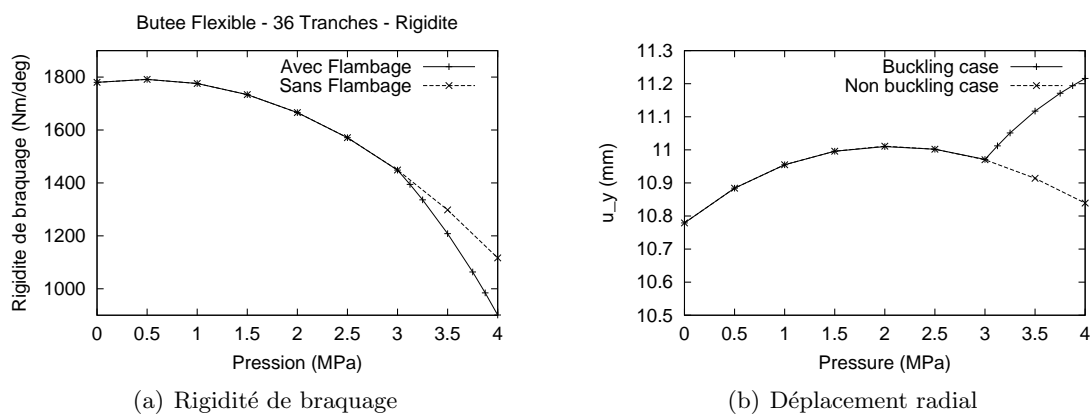 Butee Flexible - 36 Tranches - Rigidite
Rigidite de braquage (Nm/deg)
1800
1600
1400
1200
1000
Avec Flambage
Sans Flambage
0 0.5 1 1.5 2 2.5 3 3.5 4
Pression (MPa)
(a) Rigidité de braquage
u_y (mm)
11.3
11.2
11.1
11
10.9
10.8
10.7
10.6
10.5
Buckling case
Non buckling case
0 0.5 1 1.5 2 2.5 3 3.5 4
Pressure (MPa)
(b) Déplacement radial